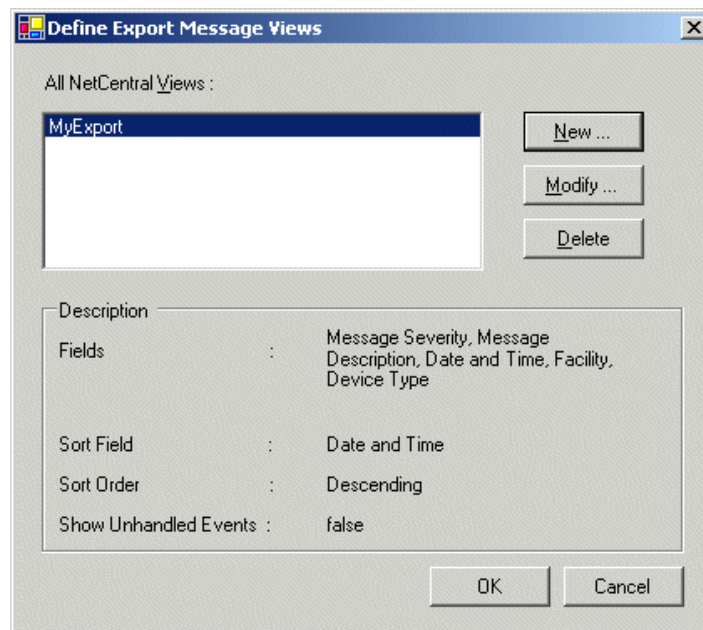 Define Export Message Views
All NetCentral Views :
MyExport
New ...
Modify ...
Delete
Description
Fields : Message Severity, Message
Description, Date and Time, Facility,
Device Type
Sort Field : Date and Time
Sort Order : Descending
Show Unhandled Events : false
OK Cancel